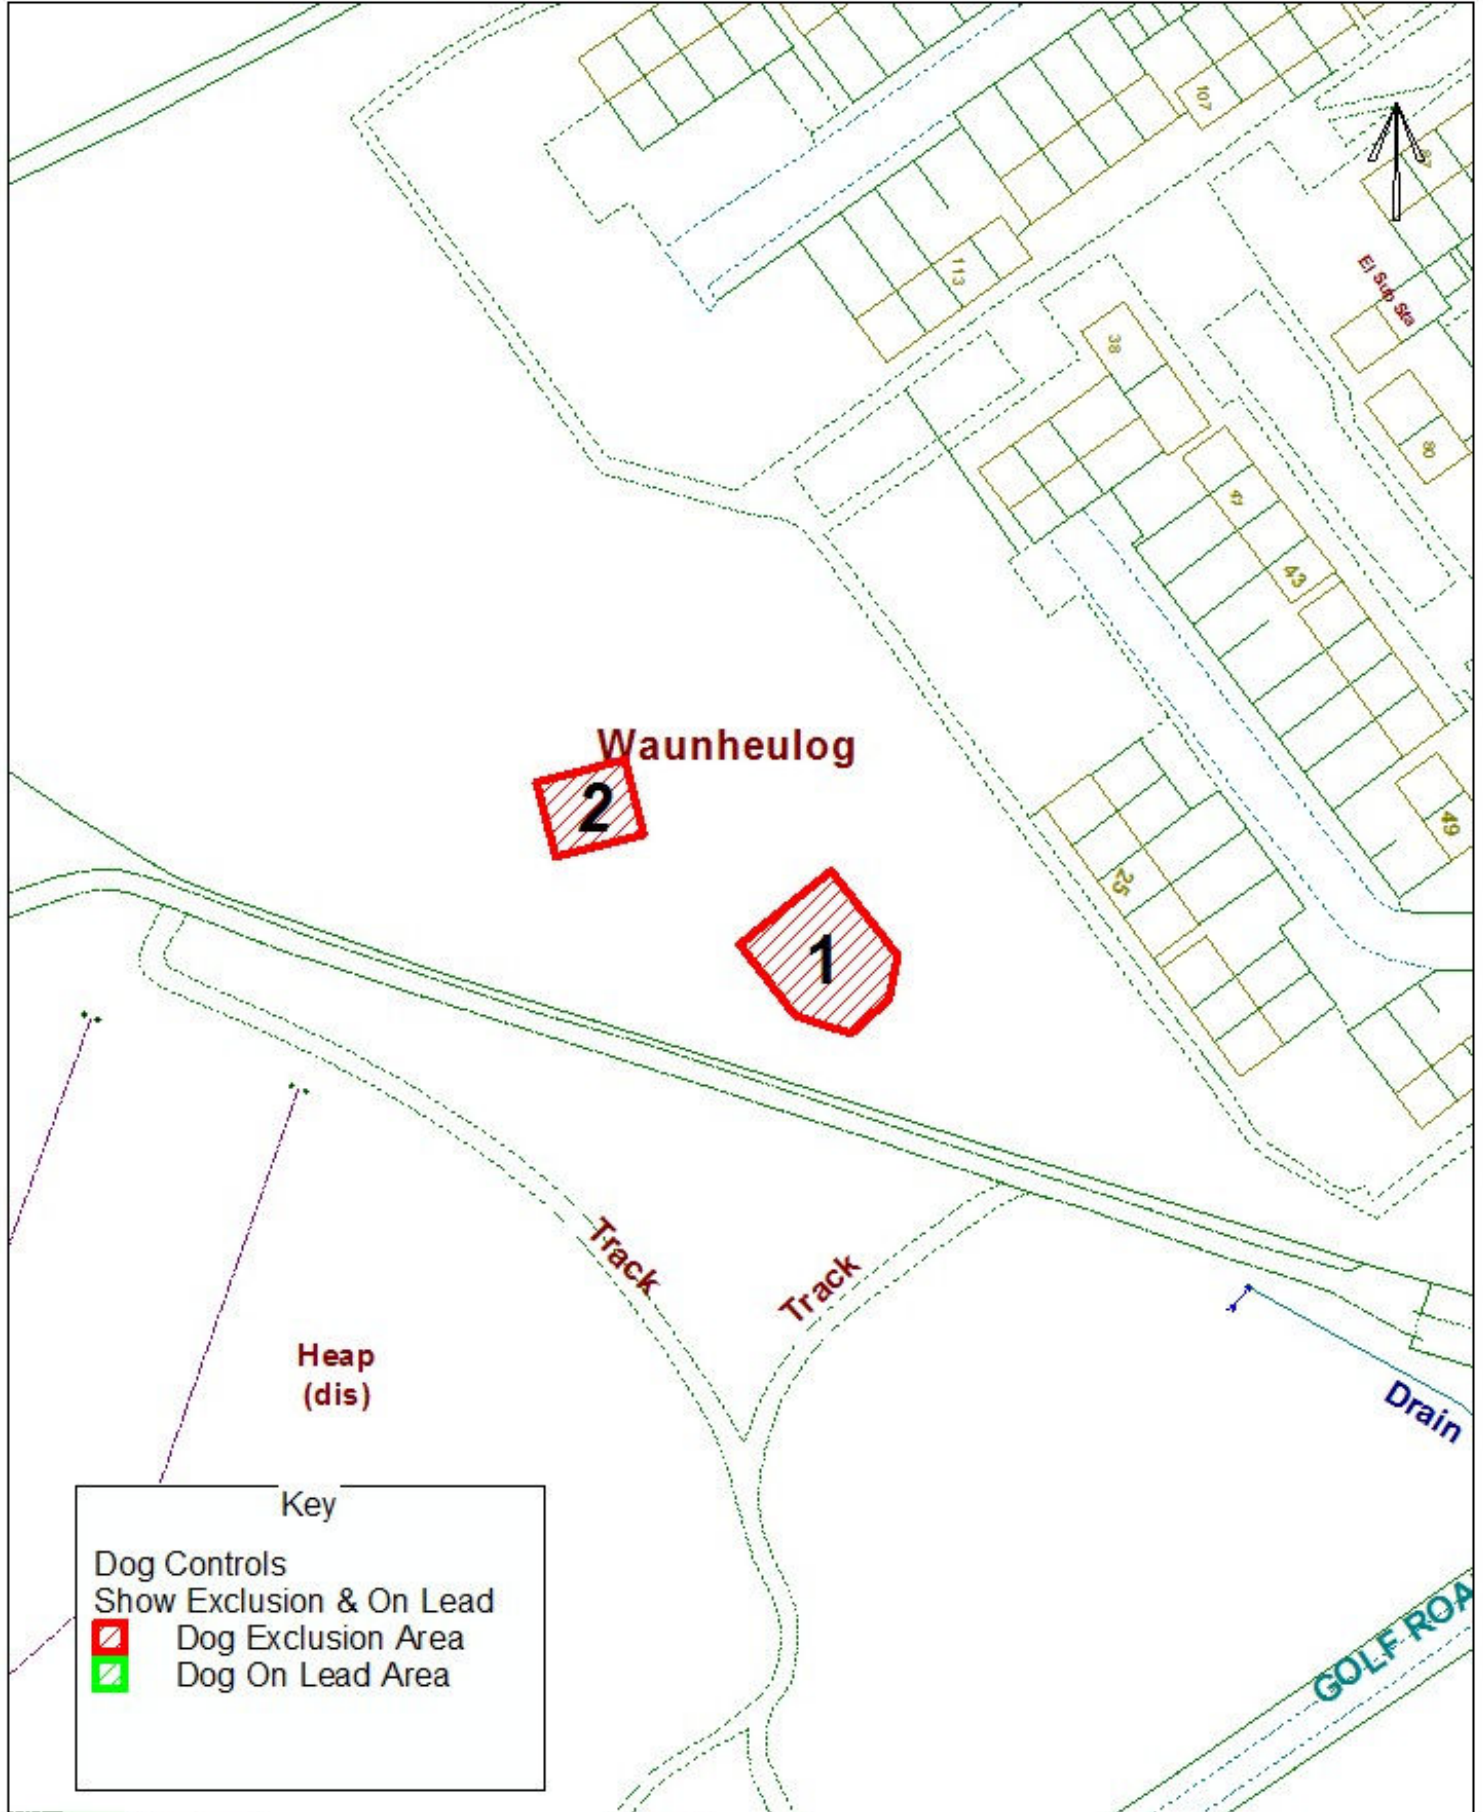 107
113
El Sub Sta
38
80
43
Waunheulog
2
49
25
1
Track
Track
Heap
(dis)
Drain
Key
Dog Controls
Show Exclusion & On Lead
Dog Exclusion Area
Dog On Lead Area
GOLF ROA